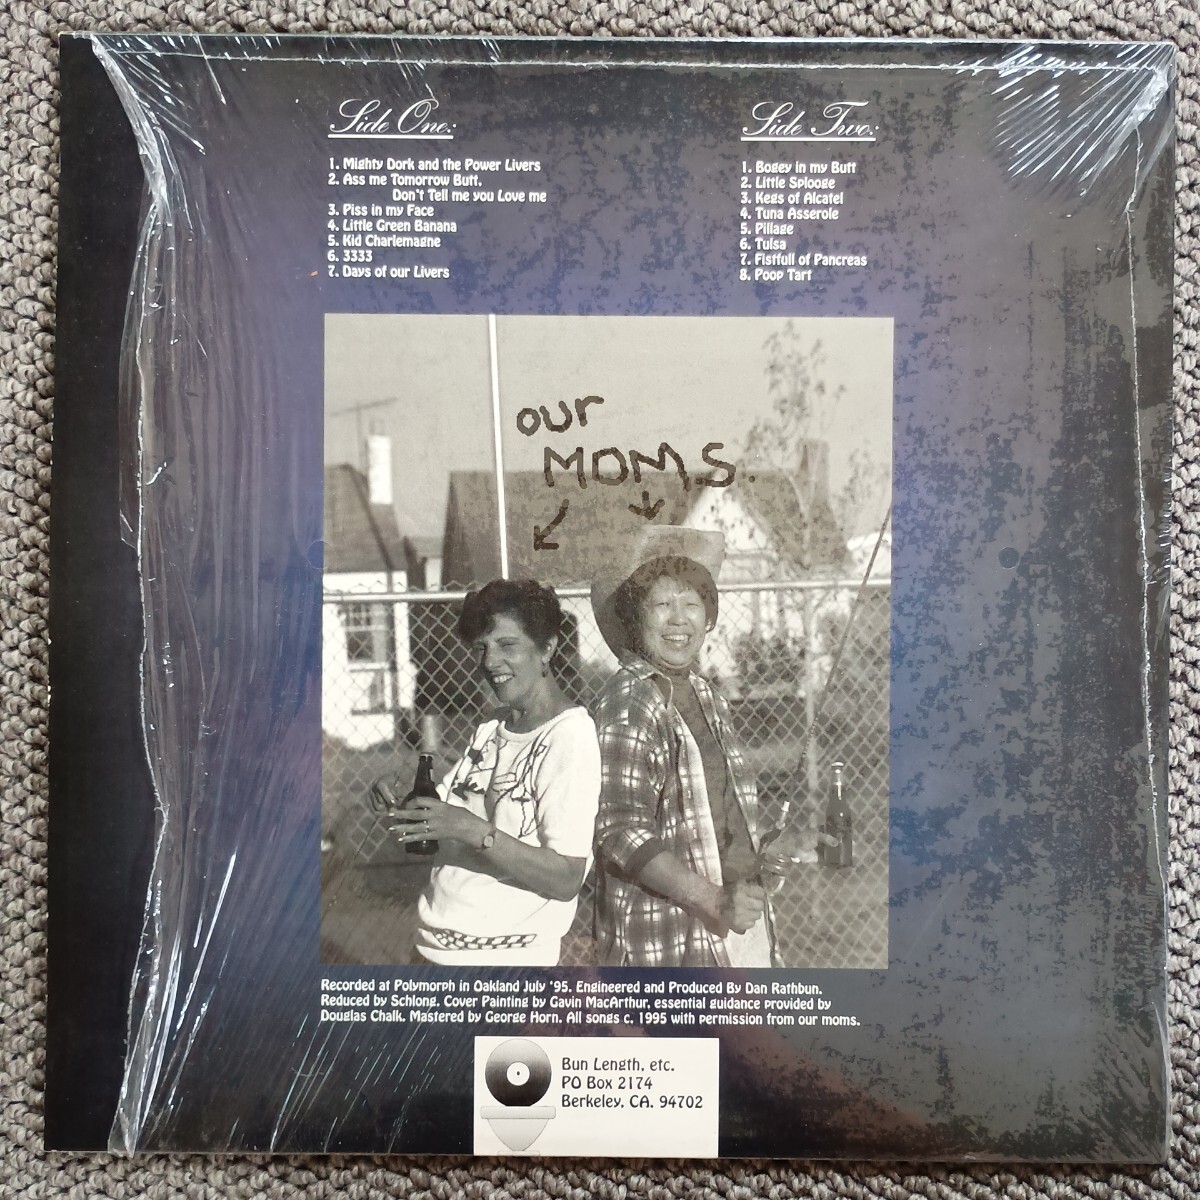 Side One:
1. Mighty Dork and the Power Livers
2. Ass me Tomorrow Butt,
Don't Tell me you Love me
3. Piss in my Face
4. Little Green Banana
5. Kid Charlemagne
6. 3333
7. Days of our Livers
Side Two:
1. Bogey in my Butt
2. Little Splooge
3. Kegs of Alcatel
4. Tuna Asserole
5. Pillage
6. Tulsa
7. Fistfull of Pancreas
8. Poop Tart
our
MOMS.
Recorded at Polymorph in Oakland July '95. Engineered and Produced By Dan Rathbun.
Reduced by Schlong. Cover Painting by Gavin MacArthur, essential guidance provided by
Douglas Chalk. Mastered by George Horn. All songs c. 1995 with permission from our moms.
Bun Length, etc.
PO Box 2174
Berkeley, CA. 94702